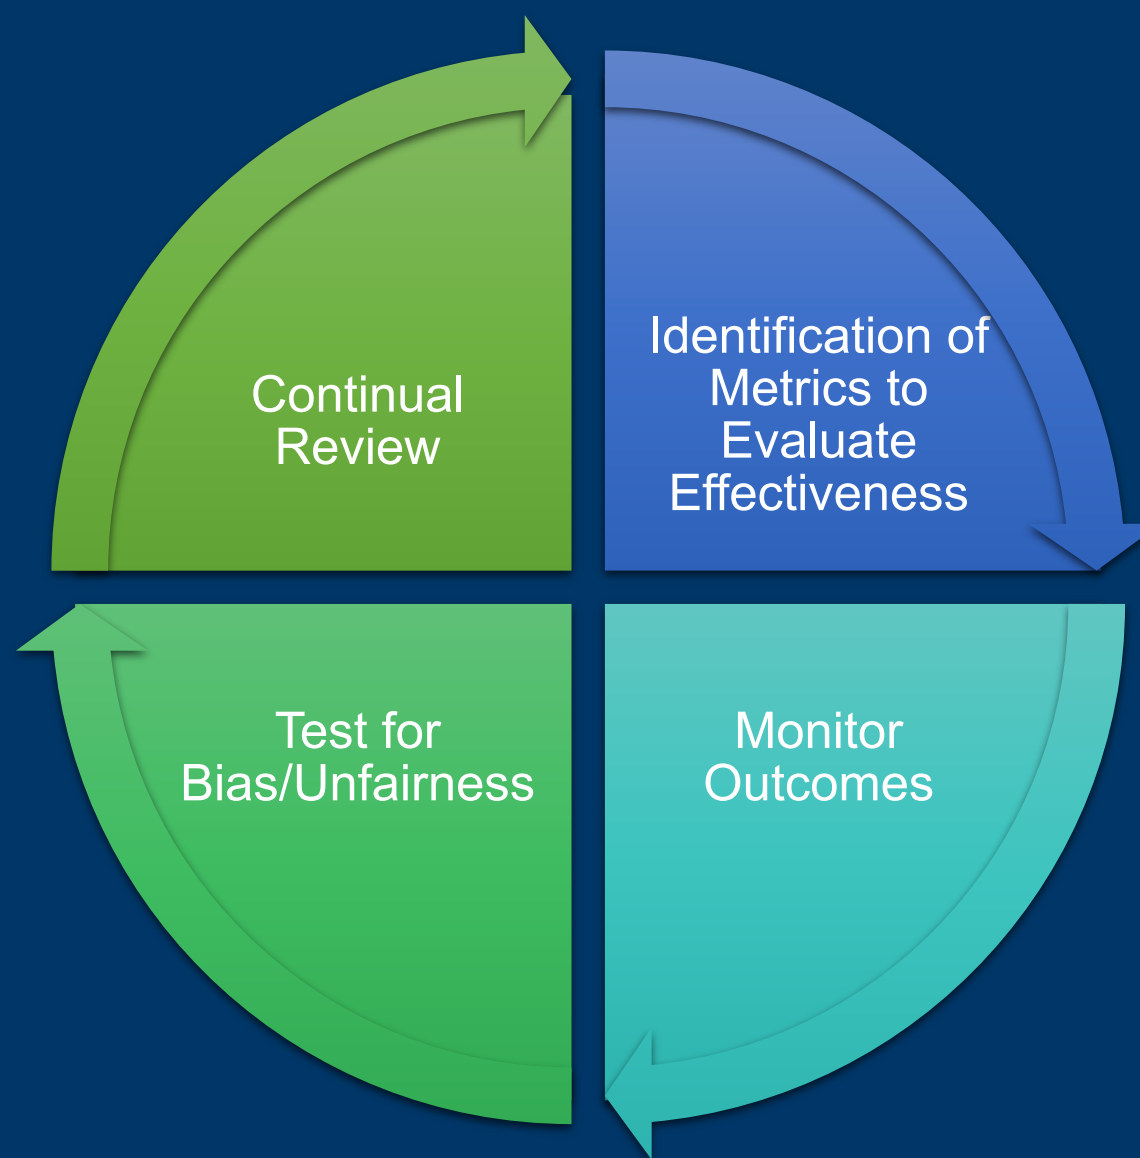 Continual
Review
Identification of
Metrics to
Evaluate
Effectiveness
Test for
Bias/Unfairness
Monitor
Outcomes